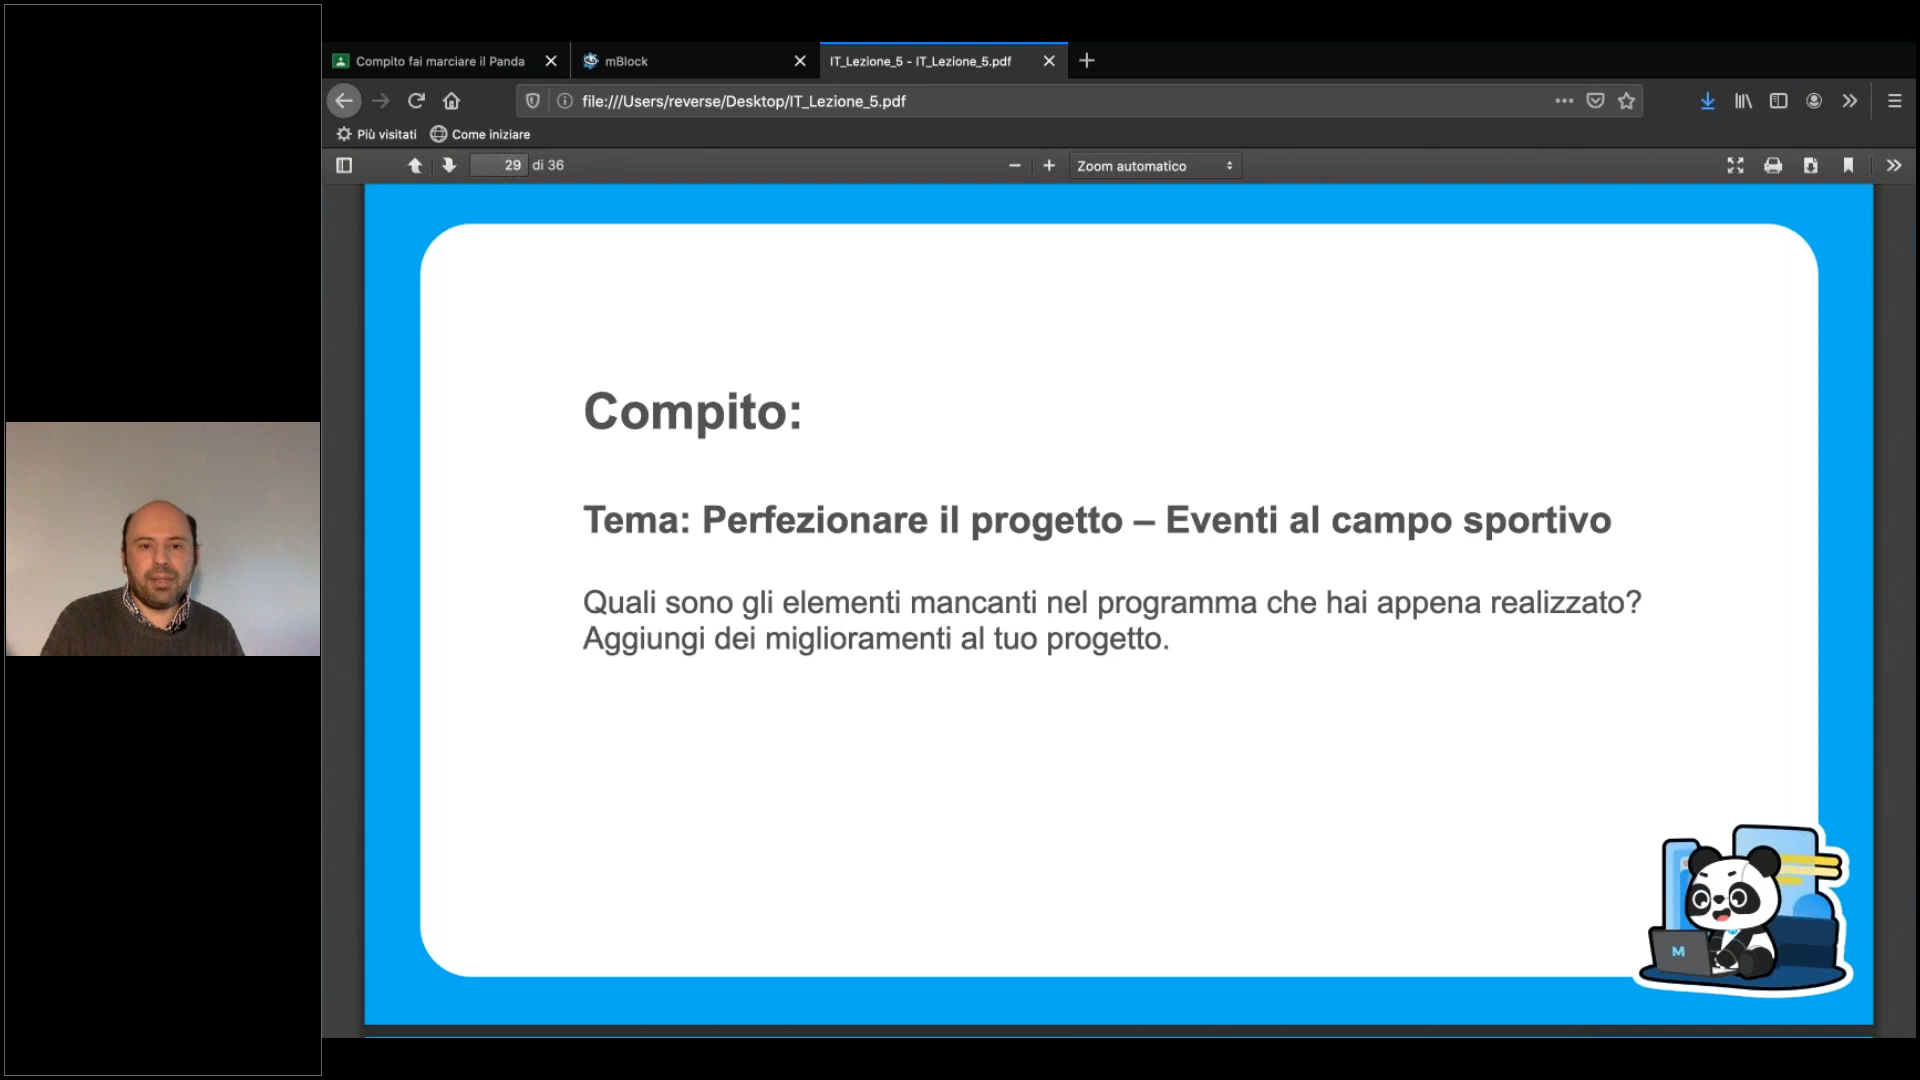 Compito fai marciare il Panda
mBlock
IT_Lezione_5 - IT_Lezione_5.pdf
file:///Users/reverse/Desktop/IT_Lezione_5.pdf
Più visitati
Come iniziare
29 di 36
Zoom automatico
Compito:
Tema: Perfezionare il progetto – Eventi al campo sportivo
Quali sono gli elementi mancanti nel programma che hai appena realizzato?
Aggiungi dei miglioramenti al tuo progetto.
M